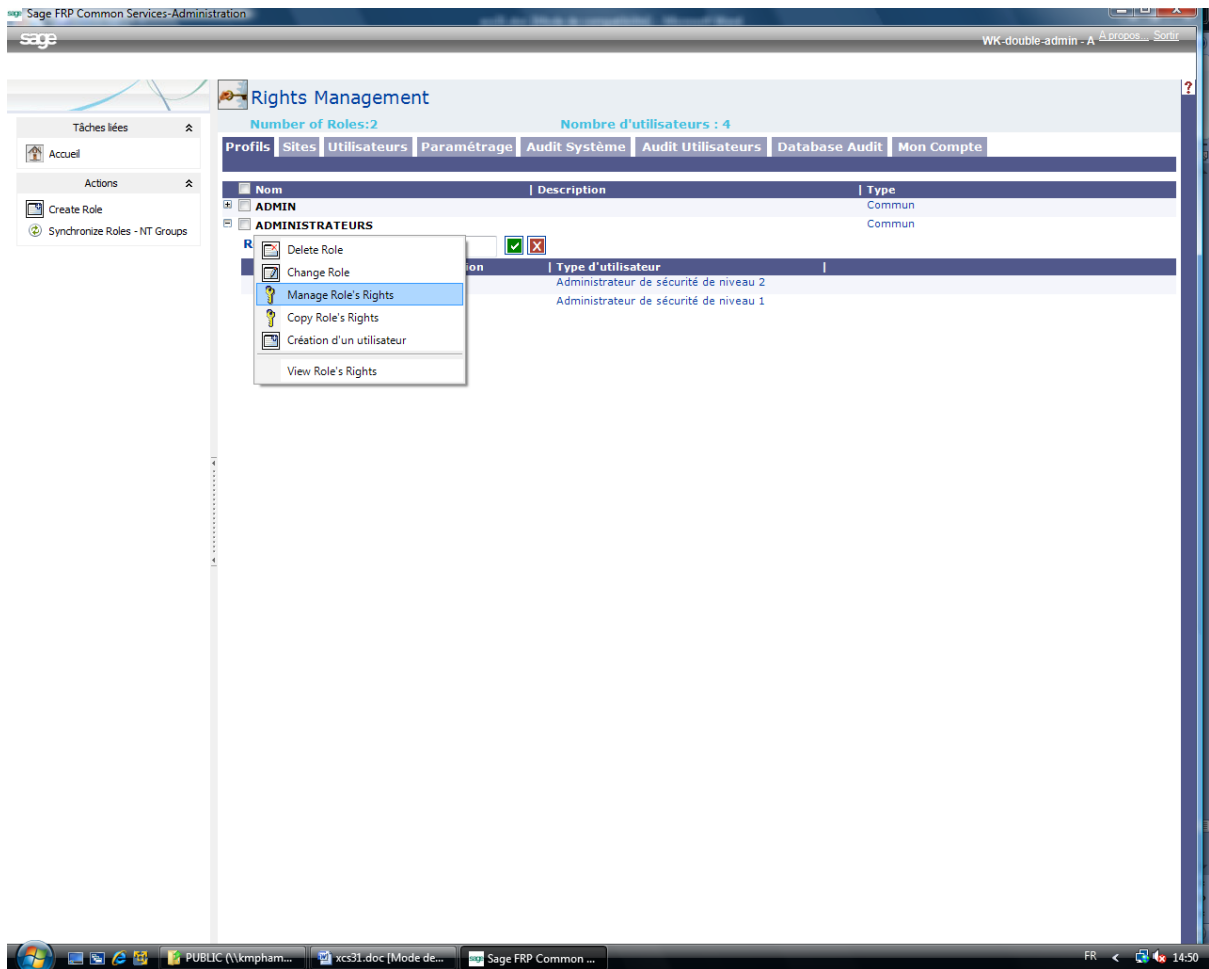 Sage FRP Common Services-Administration
sage
WK-double-admin - A A propos... Sortir
Rights Management
?
Number of Roles:2 Nombre d'utilisateurs : 4
Tâches liées
Accueil
Actions
Create Role
Synchronize Roles - NT Groups
Profils Sites Utilisateurs Paramétrage Audit Système Audit Utilisateurs Database Audit Mon Compte
Nom | Description | Type
ADMIN Commun
ADMINISTRATEURS Commun
R
ion | Type d'utilisateur |
Administrateur de sécurité de niveau 2
Administrateur de sécurité de niveau 1
Delete Role
Change Role
Manage Role's Rights
Copy Role's Rights
Création d'un utilisateur
View Role's Rights
PUBLIC (\\kmpham... xcs31.doc [Mode de... Sage FRP Common ... FR < 14:50